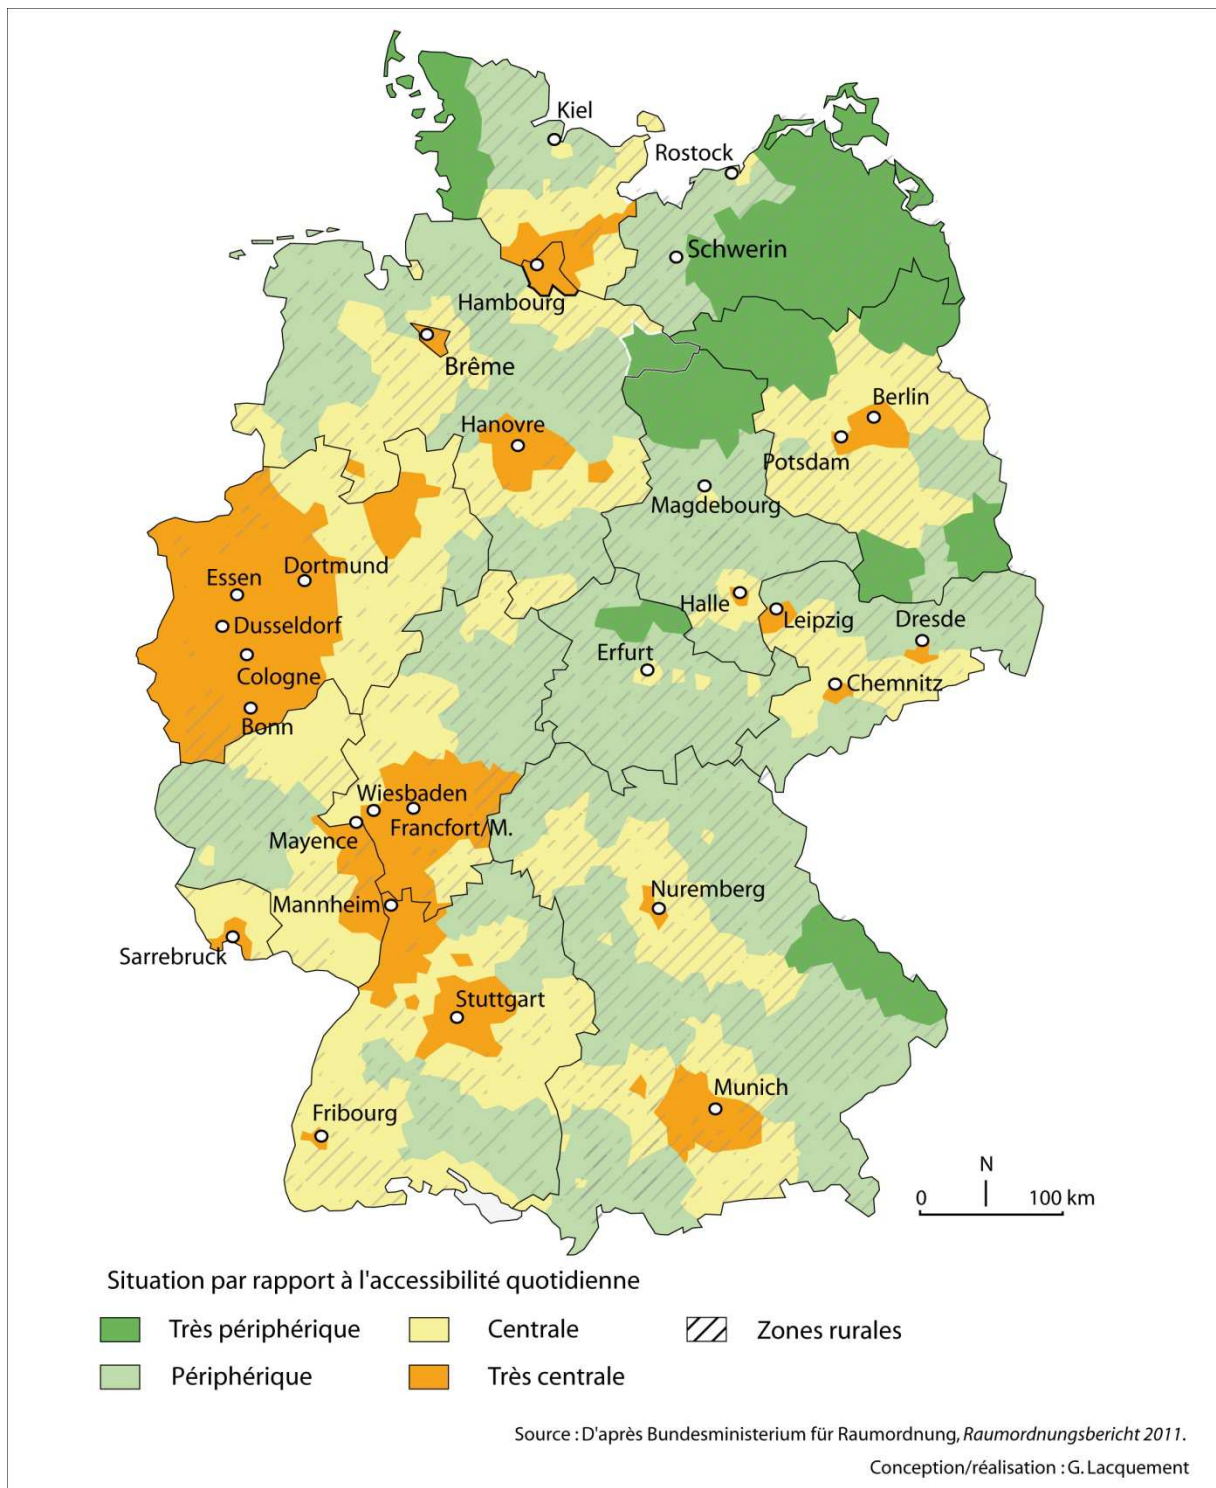 Kiel
Rostock
Schwerin
Hambourg
Brême
Berlin
Hanovre
Potsdam
Magdebourg
Dortmund
Essen
Halle
Leipzig
Dresde
Dusseldorf
Erfurt
Cologne
Chemnitz
Bonn
Wiesbaden
Mayence
Francfort/M.
Nuremberg
Mannheim
Sarrebruck
Stuttgart
Munich
Fribourg
N
0 100 km
Situation par rapport à l'accessibilité quotidienne
Très périphérique
Centrale
Zones rurales
Périphérique
Très centrale
Source : D'après Bundesministerium für Raumordnung, Raumordnungsbericht 2011.
Conception/réalisation : G. Lacquement